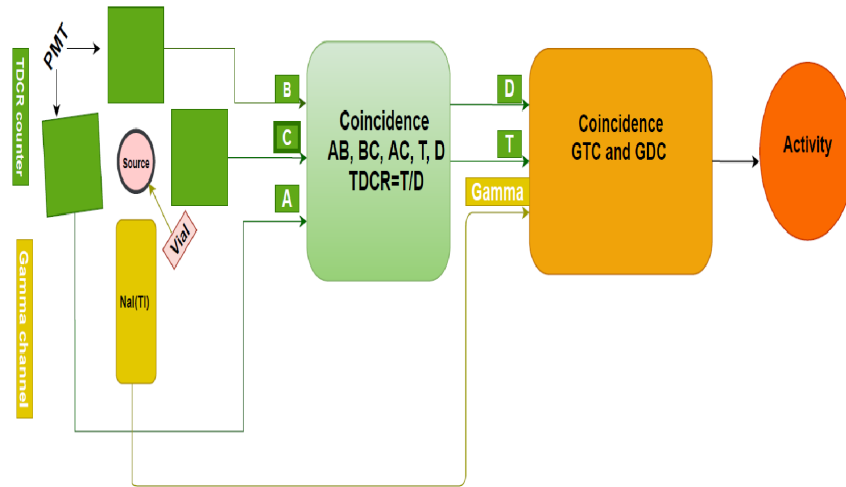 TDCR counter
PMT
Source
Vial
NaI(Tl)
Gamma channel
B
C
A
Coincidence
AB, BC, AC, T, D
TDCR=T/D
D
T
Gamma
Coincidence
GTC and GDC
Activity